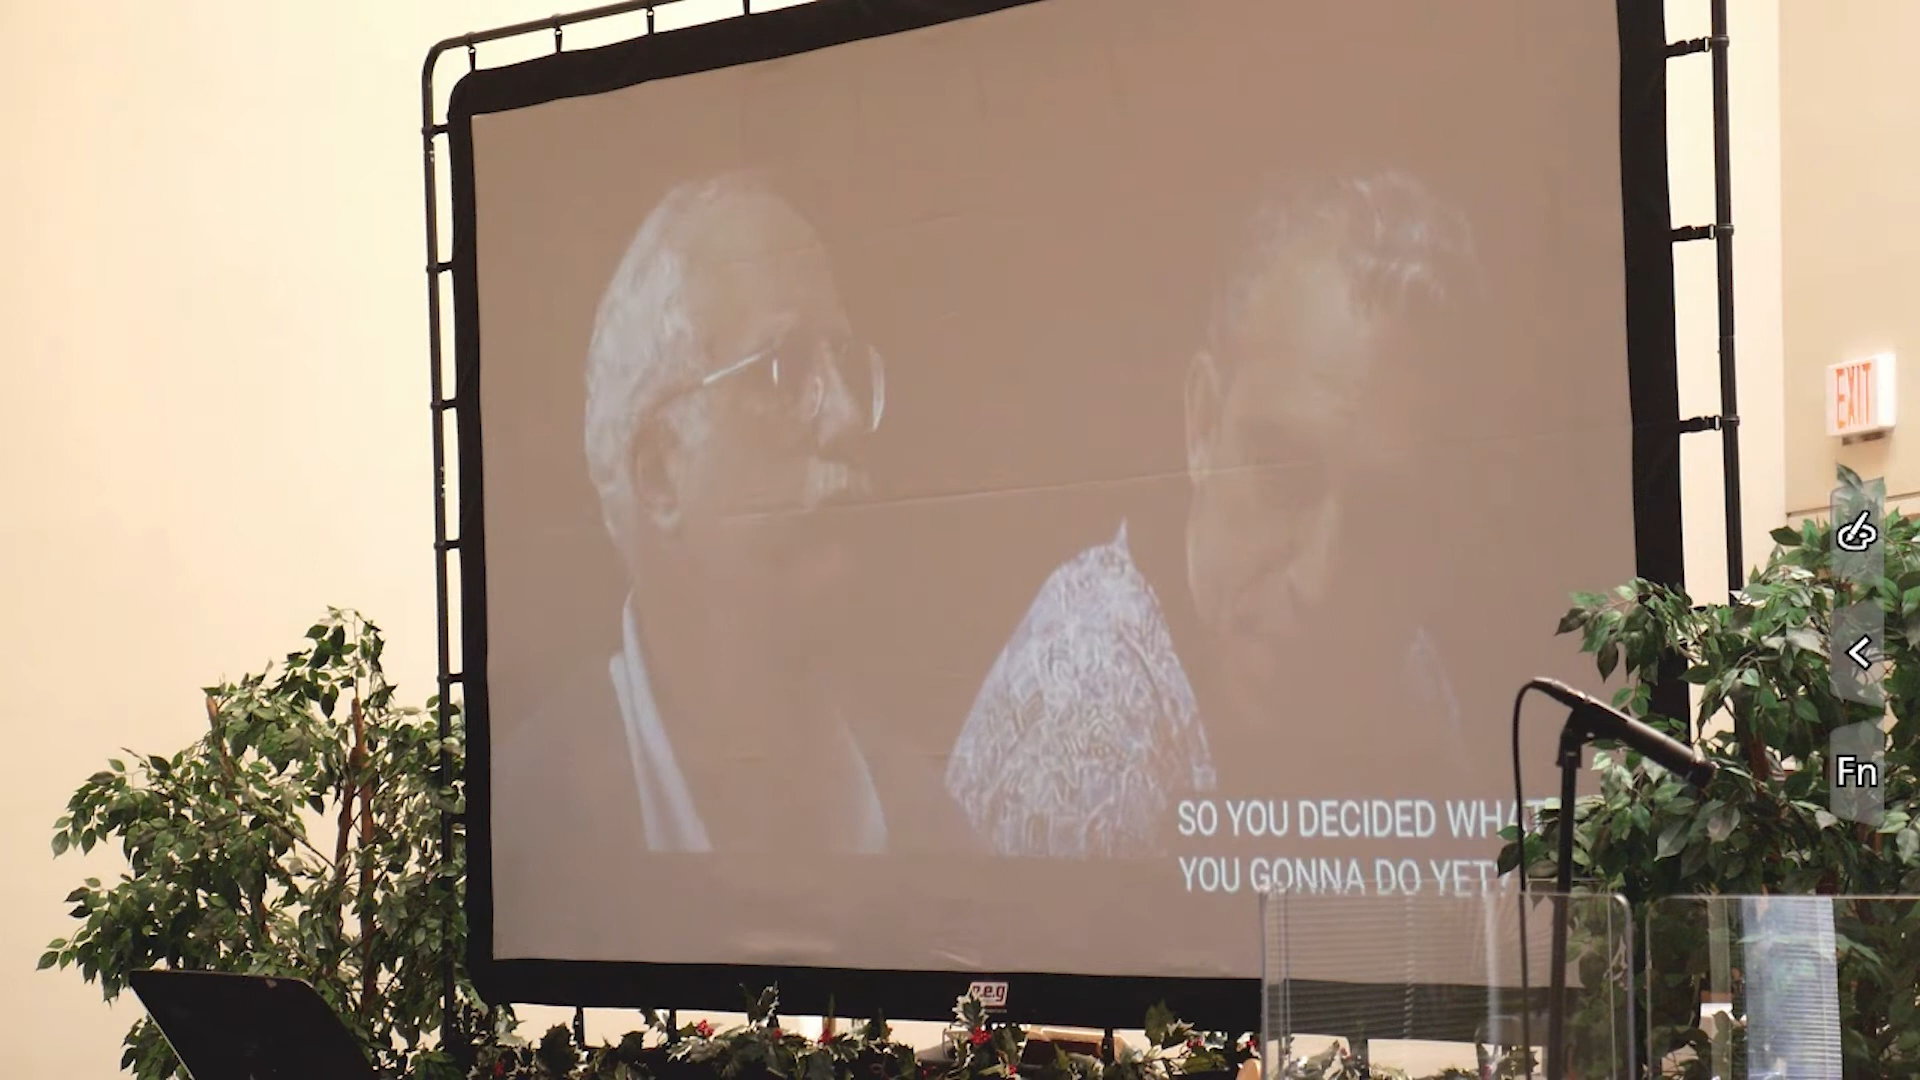 EXIT
Fn
SO YOU DECIDED WHAT
YOU GONNA DO YET?